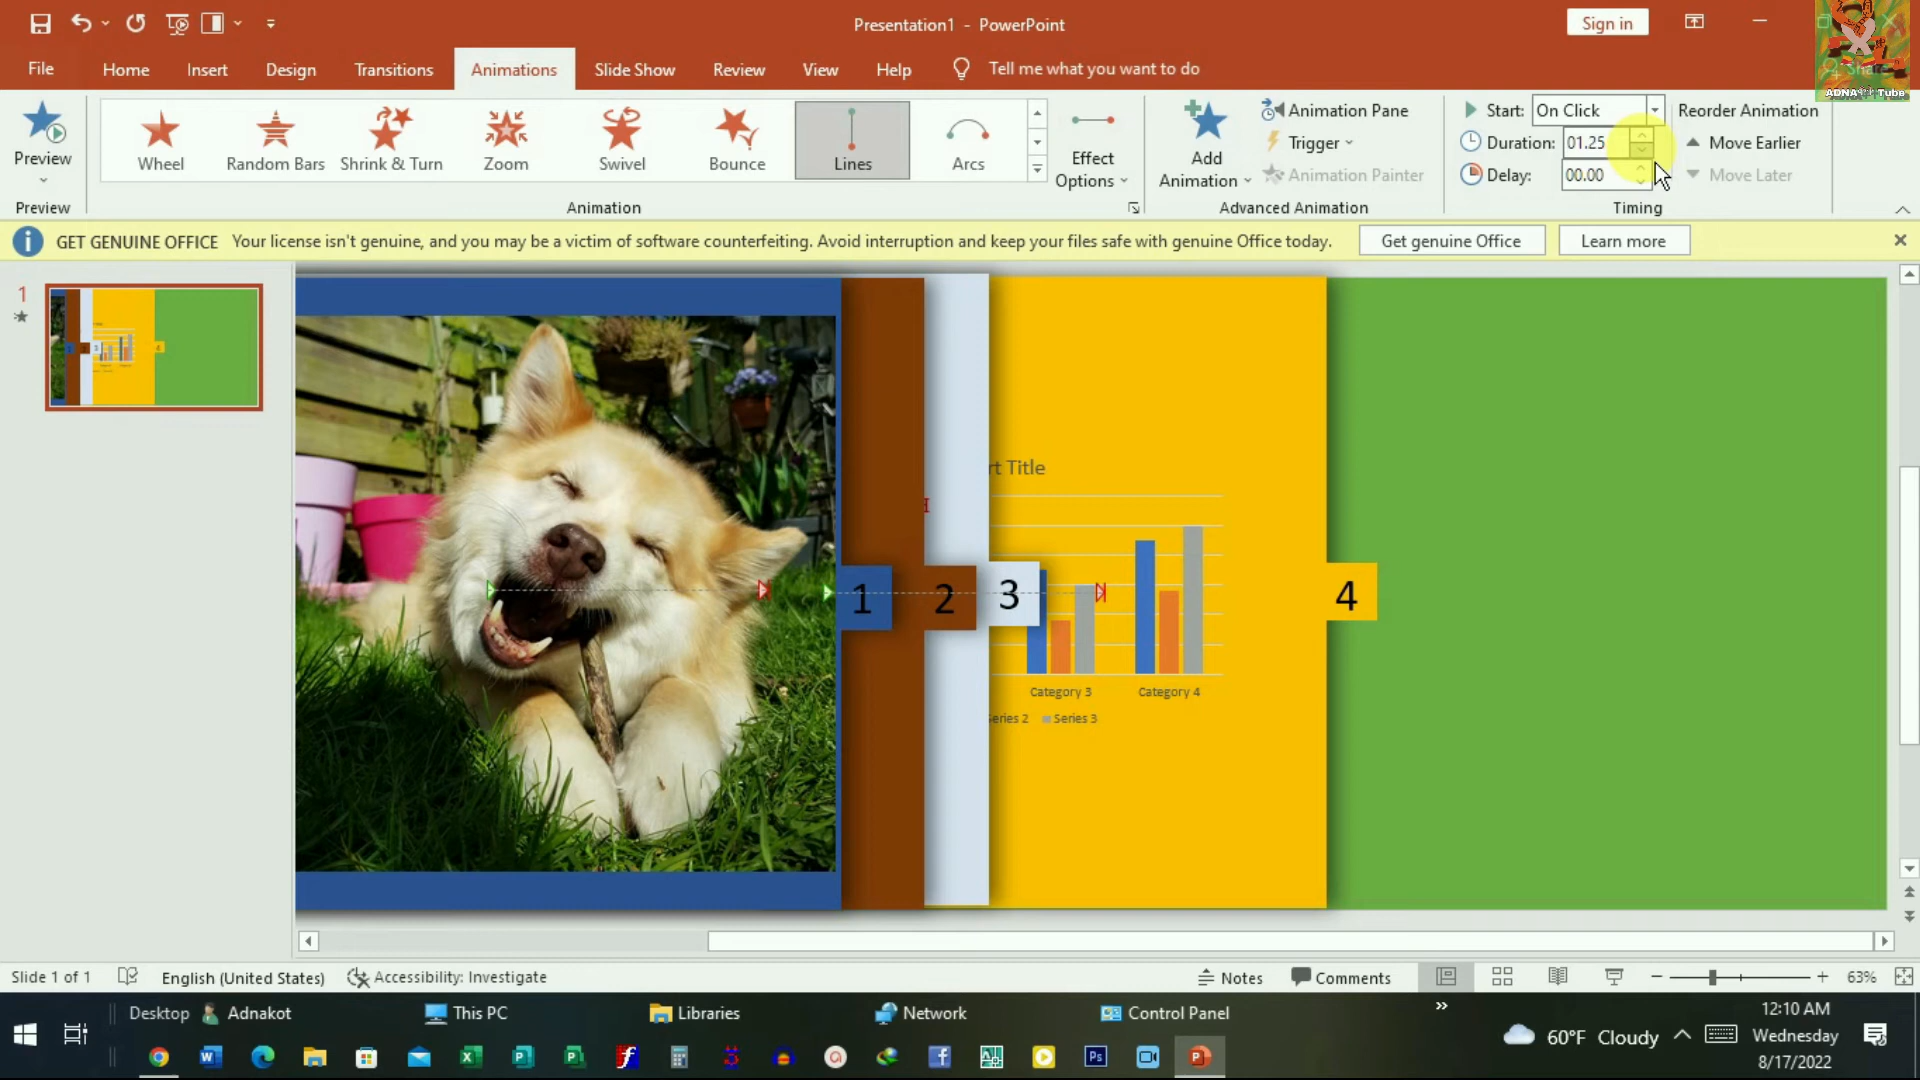 Presentation1 - PowerPoint
Sign in
File Home Insert Design Transitions Animations Slide Show Review View Help Tell me what you want to do
Share
ADNA Tube
Preview
Wheel Random Bars Shrink & Turn Zoom Swivel Bounce Lines Arcs
Effect Options
Add Animation
Animation Pane
Trigger
Animation Painter
Start: On Click
Duration: 01.25
Delay: 00.00
Reorder Animation
Move Earlier
Move Later
Preview Animation Advanced Animation Timing
GET GENUINE OFFICE Your license isn't genuine, and you may be a victim of software counterfeiting. Avoid interruption and keep your files safe with genuine Office today. Get genuine Office Learn more
1
rt Title
1 2 3 4
Category 3 Category 4
eries 2 Series 3
Slide 1 of 1 English (United States) Accessibility: Investigate Notes Comments 63%
Desktop Adnakot This PC Libraries Network Control Panel
60°F Cloudy
12:10 AM
Wednesday
8/17/2022